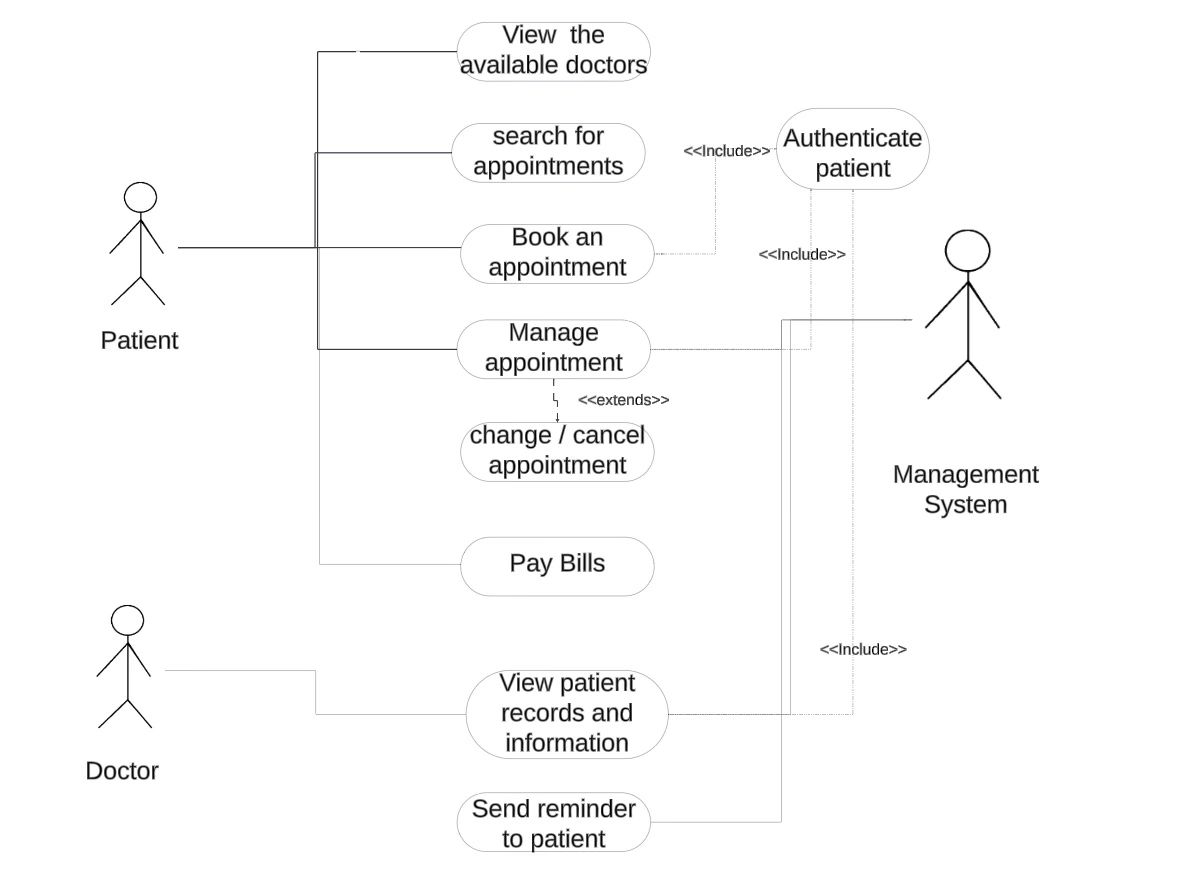 View the
available doctors
search for
appointments
<<Include>>
Authenticate
patient
Book an
appointment
<<Include>>
Manage
appointment
Patient
<<extends>>
change / cancel
appointment
Management
System
Pay Bills
<<Include>>
View patient
records and
information
Doctor
Send reminder
to patient